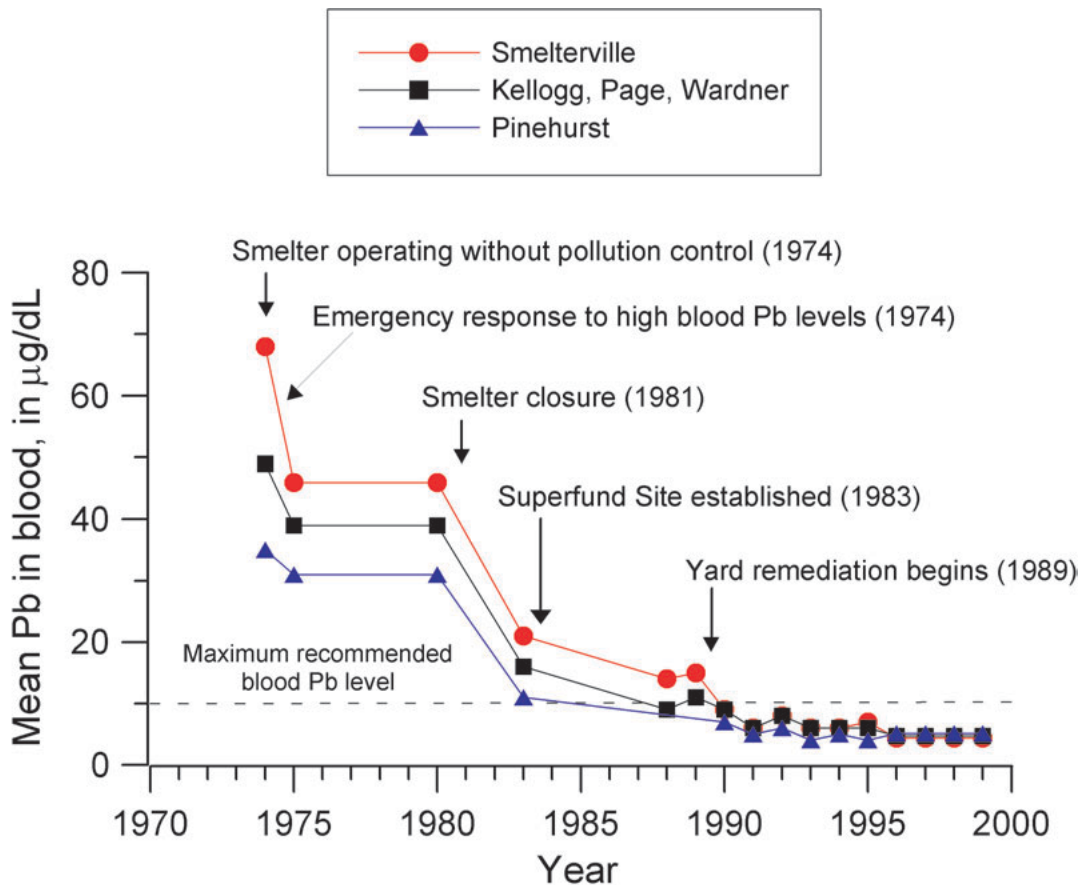 Smelterville
Kellogg, Page, Wardner
Pinehurst
Smelter operating without pollution control (1974)
Emergency response to high blood Pb levels (1974)
Smelter closure (1981)
Superfund Site established (1983)
Yard remediation begins (1989)
Maximum recommended
blood Pb level
Mean Pb in blood, in μg/dL
80
60
40
20
0
1970 1975 1980 1985 1990 1995 2000
Year